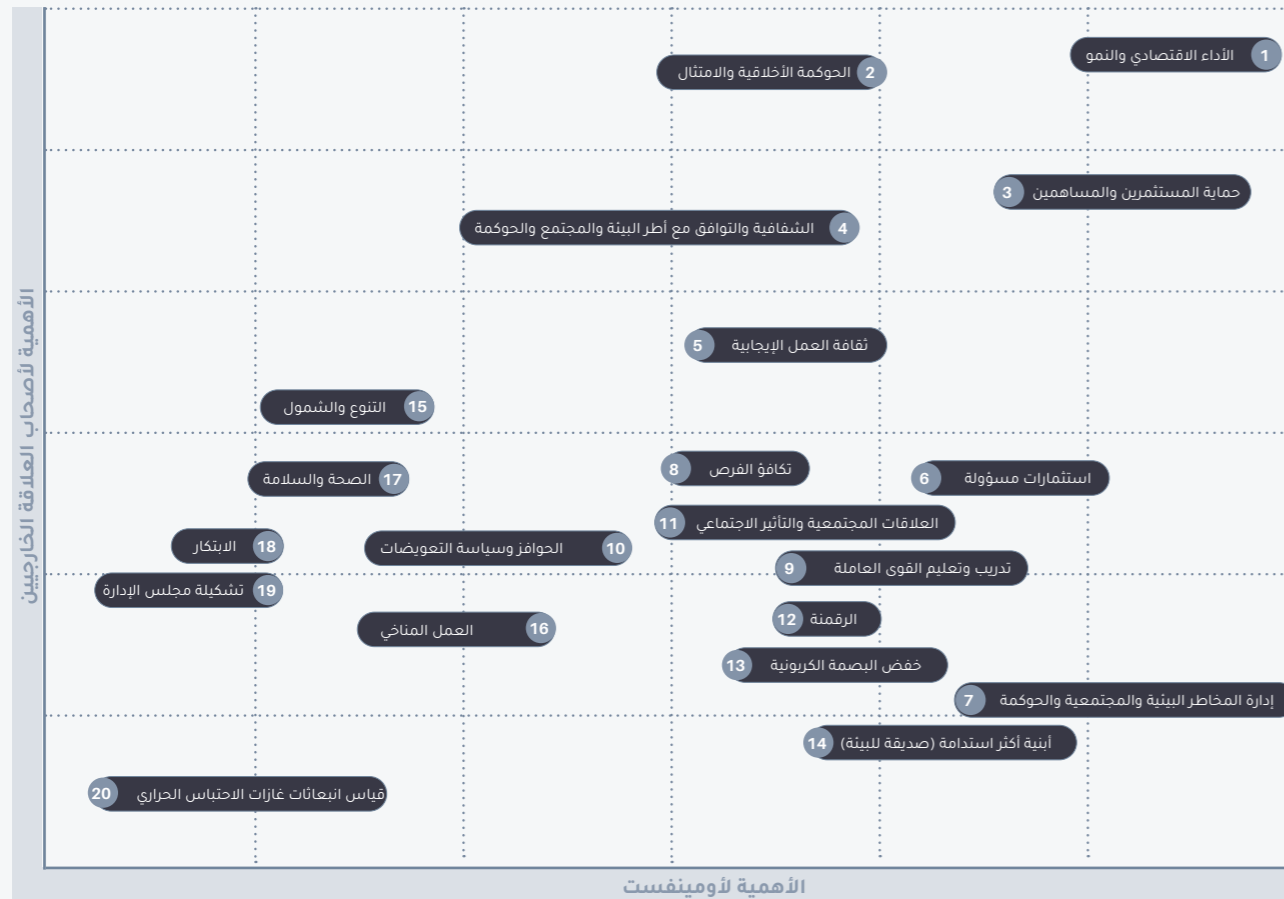 1 الأداء الاقتصادي والنمو
2 الحوكمة الأخلاقية والامتثال
3 حماية المستثمرين والمساهمين
4 الشفافية والتوافق مع أطر البيئة والمجتمع والحوكمة
5 ثقافة العمل الإيجابية
15 التنوع والشمول
8 تكافؤ الفرص
6 استثمارات مسؤولة
17 الصحة والسلامة
11 العلاقات المجتمعية والتأثير الاجتماعي
18 الابتكار
10 الحوافز وسياسة التعويضات
9 تدريب وتعليم القوى العاملة
19 تشكيلة مجلس الإدارة
12 الرقمنة
16 العمل المناخي
13 خفض البصمة الكربونية
7 إدارة المخاطر البيئية والمجتمعية والحوكمة
14 أبنية أكثر استدامة (صديقة للبيئة)
20 قياس انبعاثات غازات الاحتباس الحراري
الأهمية لأصحاب العلاقة الخارجيين
الأهمية لأومينفست